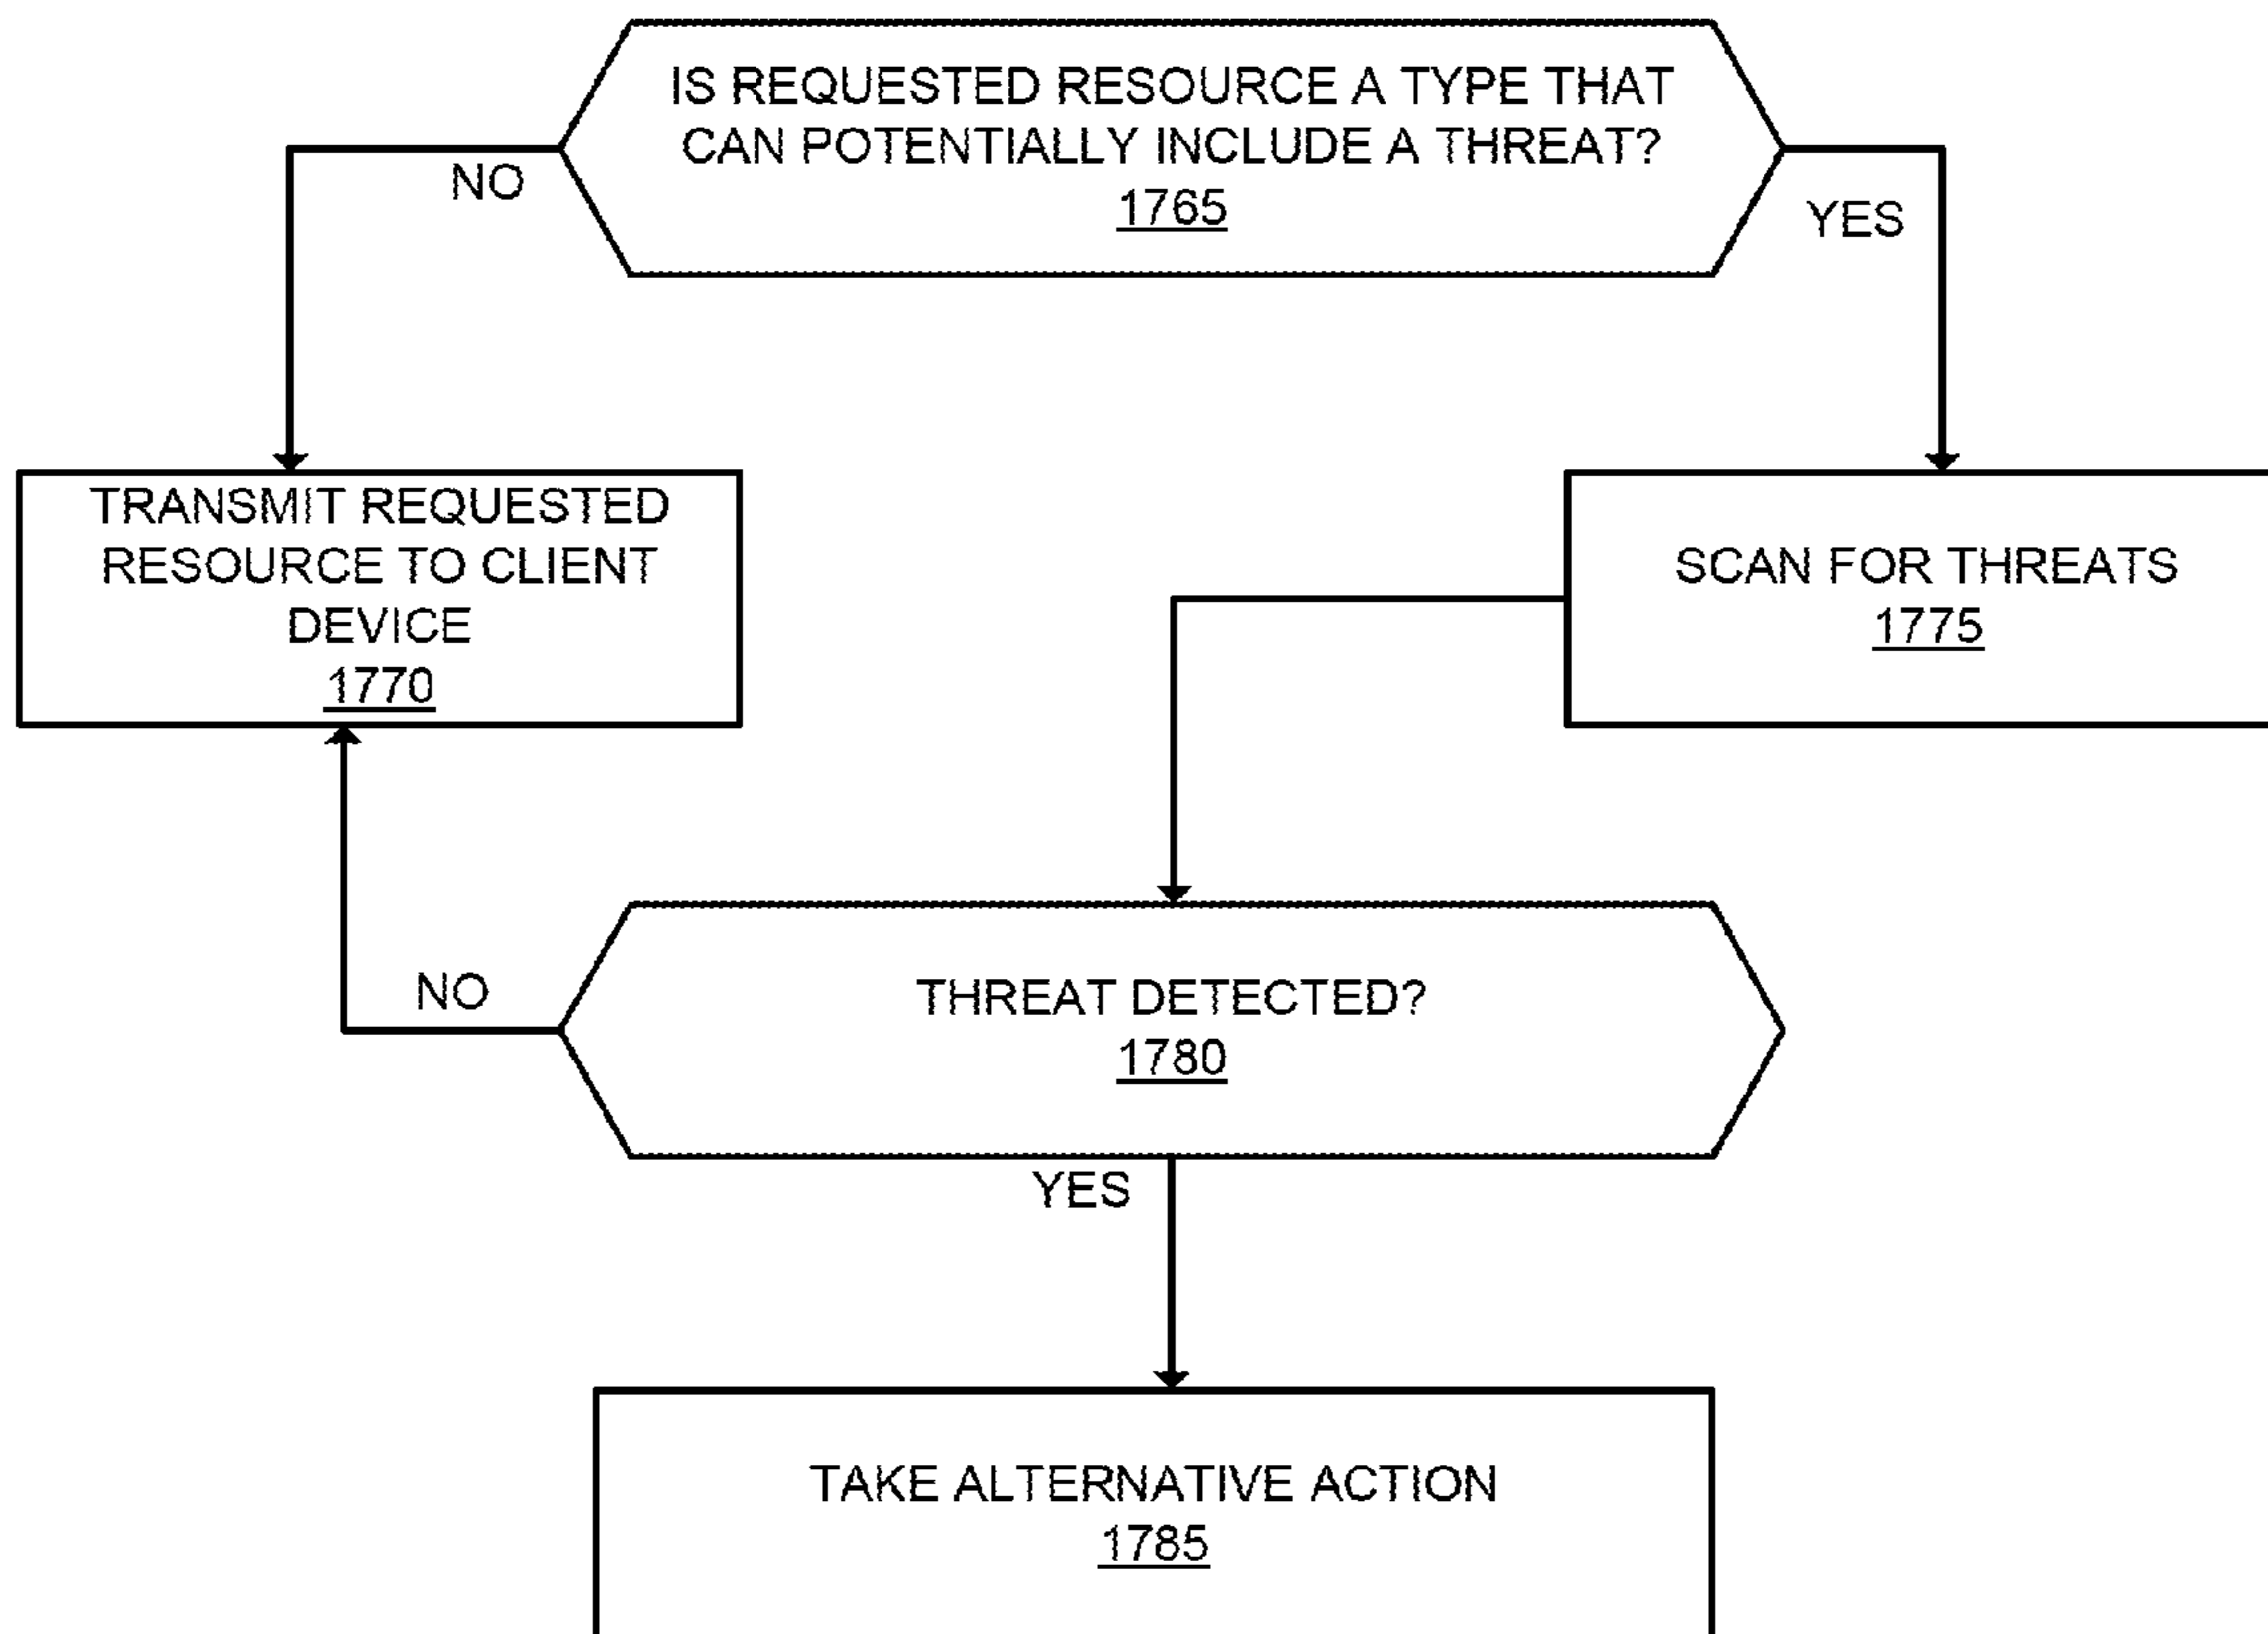 IS REQUESTED RESOURCE A TYPE THAT
CAN POTENTIALLY INCLUDE A THREAT?
1765
NO
YES
TRANSMIT REQUESTED
RESOURCE TO CLIENT
DEVICE
1770
SCAN FOR THREATS
1775
NO
THREAT DETECTED?
1780
YES
TAKE ALTERNATIVE ACTION
1785